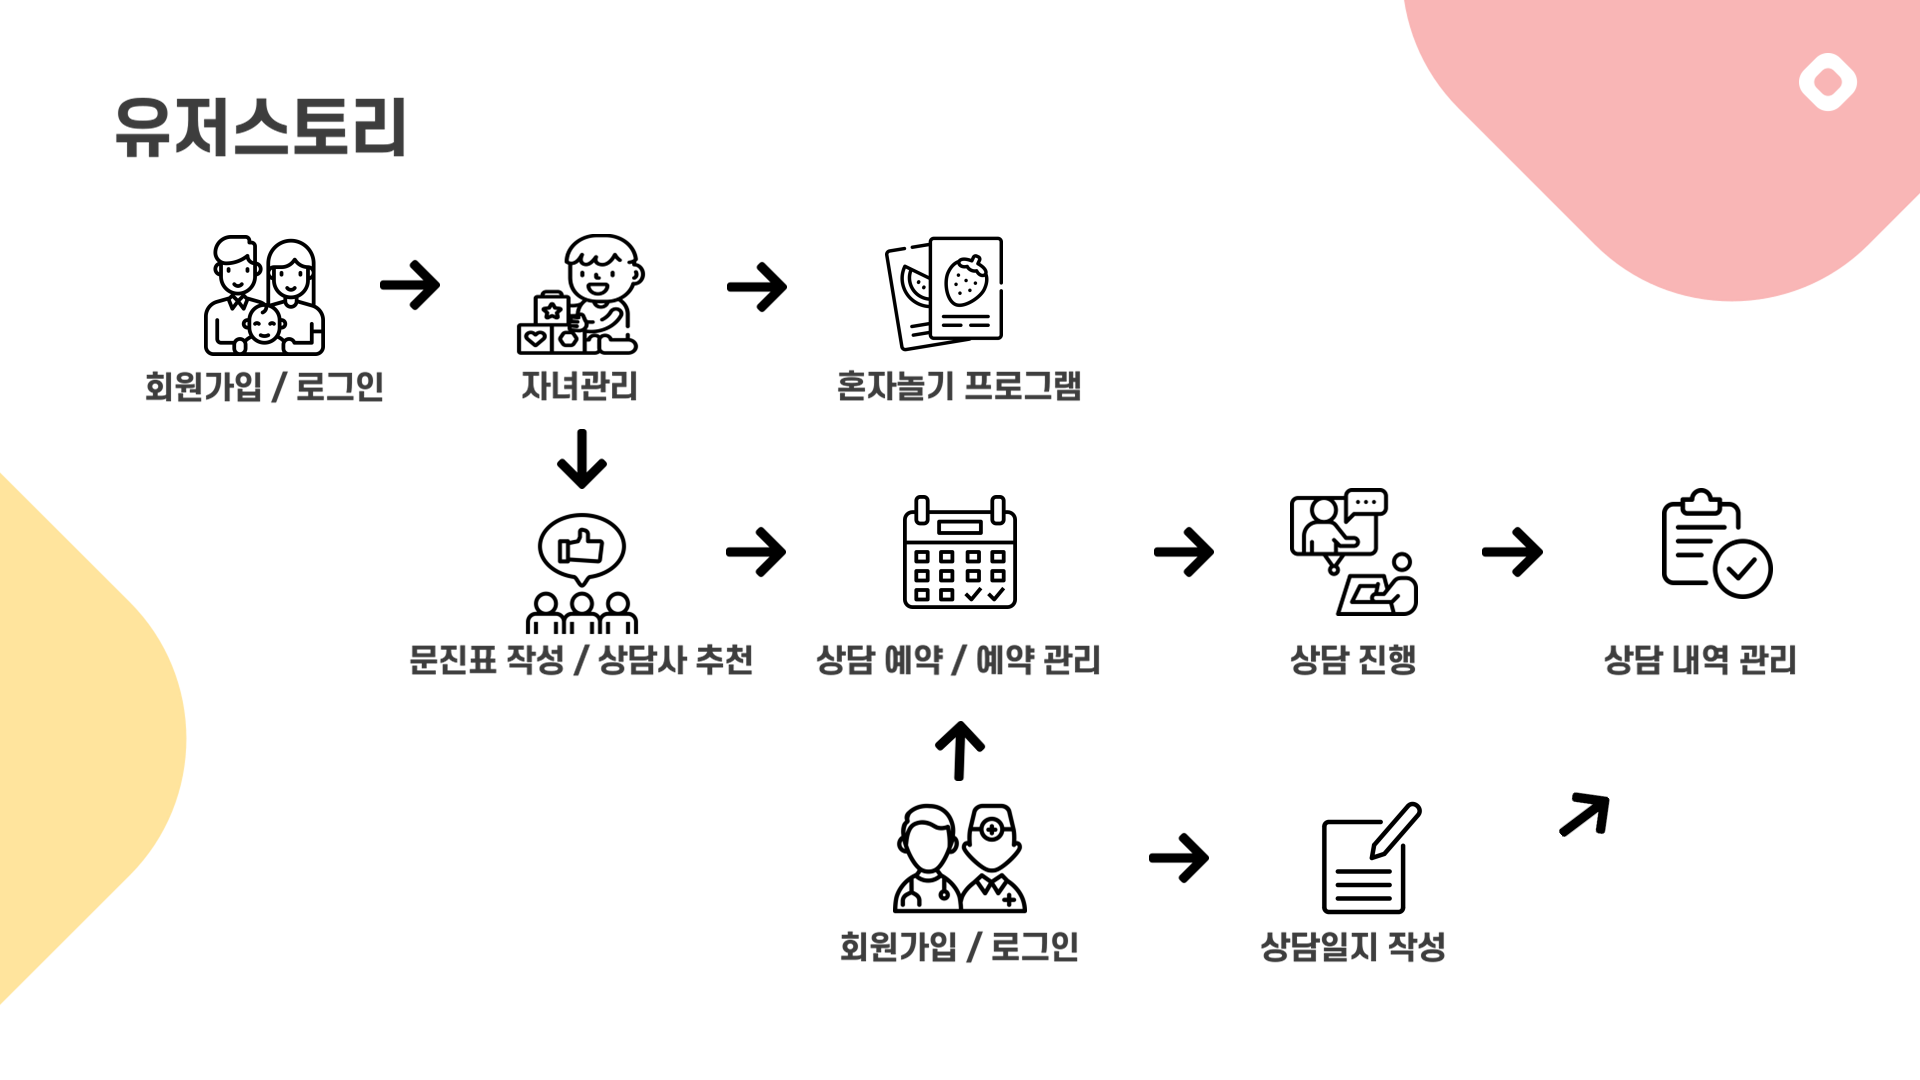 유저스토리
회원가입 / 로그인
자녀관리
혼자놀기 프로그램
문진표 작성 / 상담사 추천
상담 예약 / 예약 관리
상담 진행
상담 내역 관리
회원가입 / 로그인
상담일지 작성